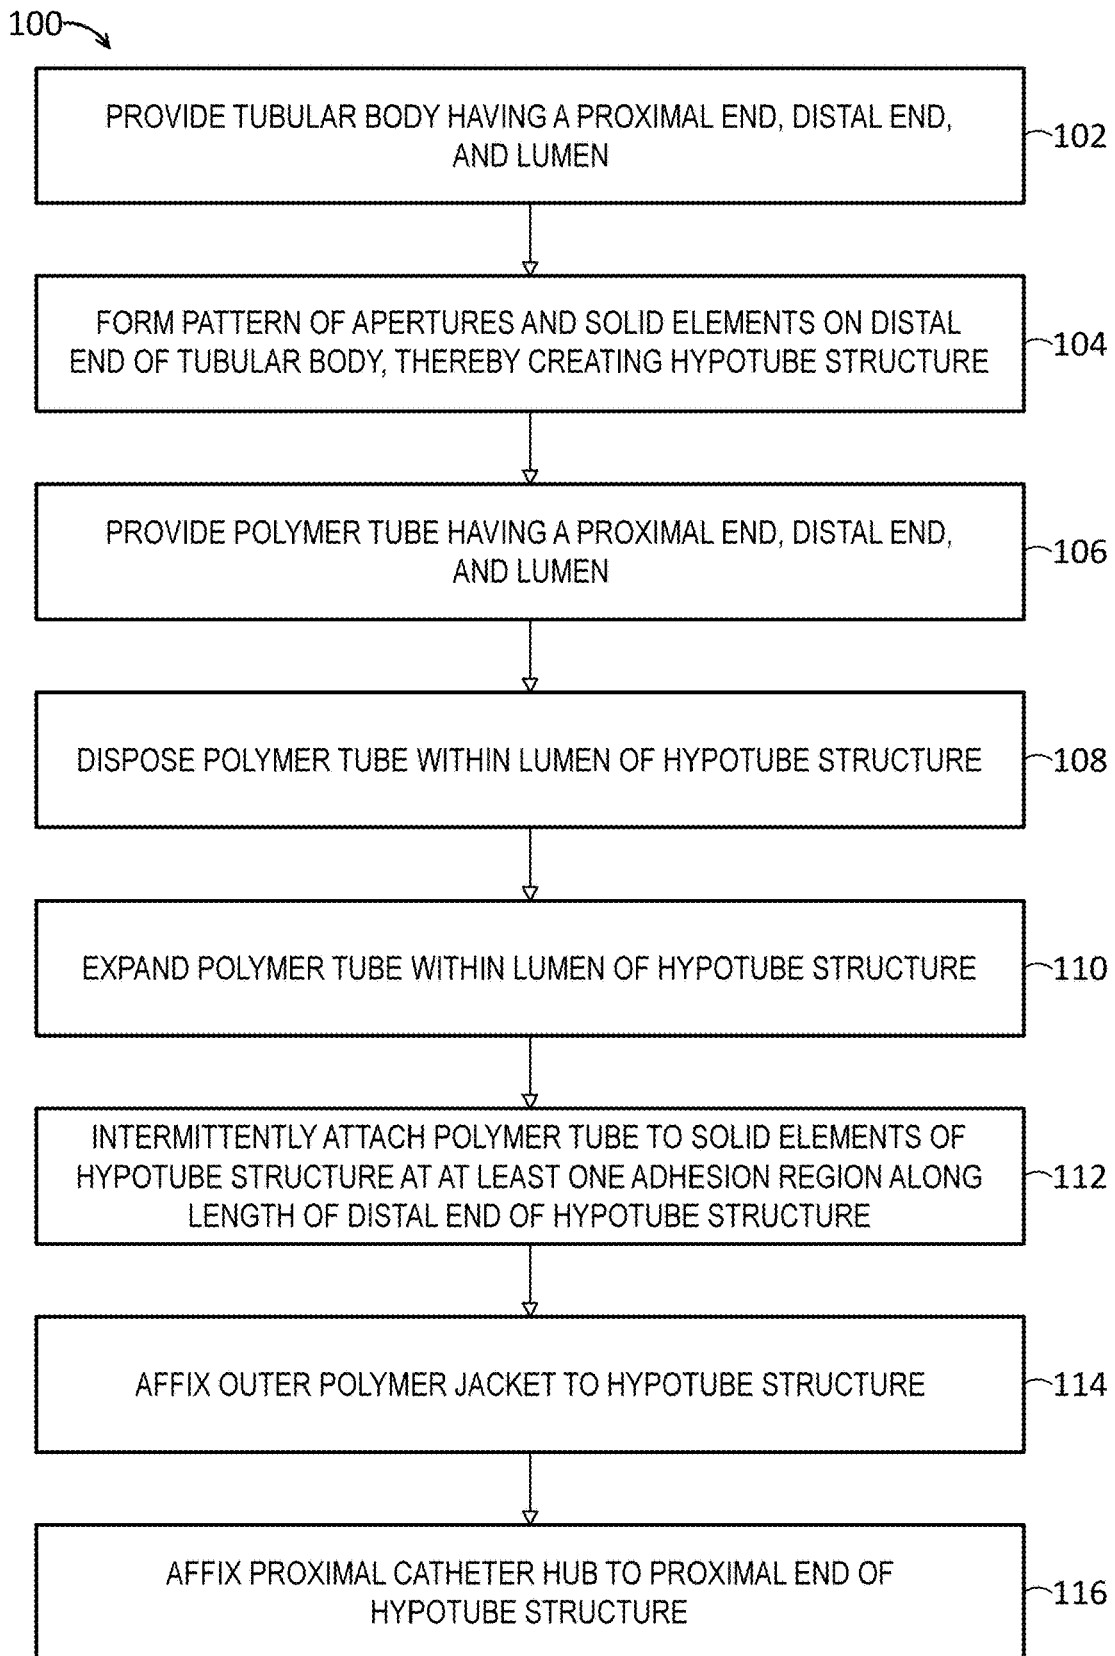 100
PROVIDE TUBULAR BODY HAVING A PROXIMAL END, DISTAL END,
AND LUMEN
102
FORM PATTERN OF APERTURES AND SOLID ELEMENTS ON DISTAL
END OF TUBULAR BODY, THEREBY CREATING HYPOTUBE STRUCTURE
104
PROVIDE POLYMER TUBE HAVING A PROXIMAL END, DISTAL END,
AND LUMEN
106
DISPOSE POLYMER TUBE WITHIN LUMEN OF HYPOTUBE STRUCTURE
108
EXPAND POLYMER TUBE WITHIN LUMEN OF HYPOTUBE STRUCTURE
110
INTERMITTENTLY ATTACH POLYMER TUBE TO SOLID ELEMENTS OF
HYPOTUBE STRUCTURE AT AT LEAST ONE ADHESION REGION ALONG
LENGTH OF DISTAL END OF HYPOTUBE STRUCTURE
112
AFFIX OUTER POLYMER JACKET TO HYPOTUBE STRUCTURE
114
AFFIX PROXIMAL CATHETER HUB TO PROXIMAL END OF
HYPOTUBE STRUCTURE
116